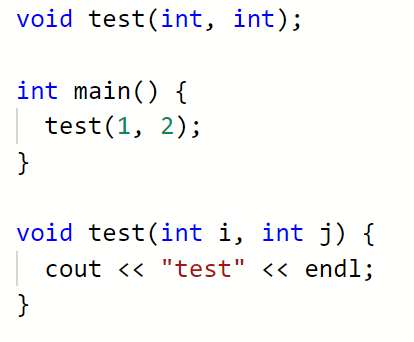 void test(int, int);
int main() {
test(1, 2);
}
void test(int i, int j) {
cout << "test" << endl;
}